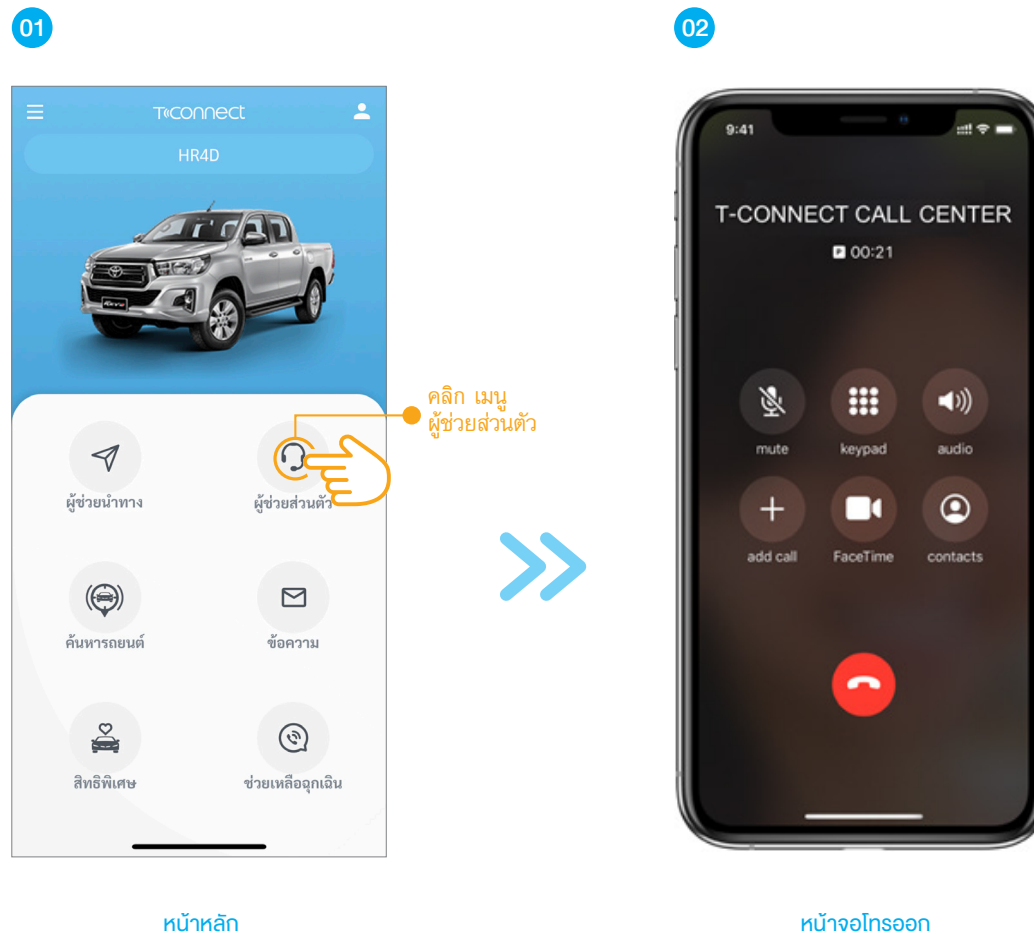 01
02
T-CONNECT
HR4D
คลิก เมนู
ผู้ช่วยส่วนตัว
ผู้ช่วยนำทาง
ผู้ช่วยส่วนตัว
ค้นหารถยนต์
ข้อความ
สิทธิพิเศษ
ช่วยเหลือฉุกเฉิน
หน้าหลัก
9:41
T-CONNECT CALL CENTER
P 00:21
mute
keypad
audio
add call
FaceTime
contacts
หน้าจอโทรออก